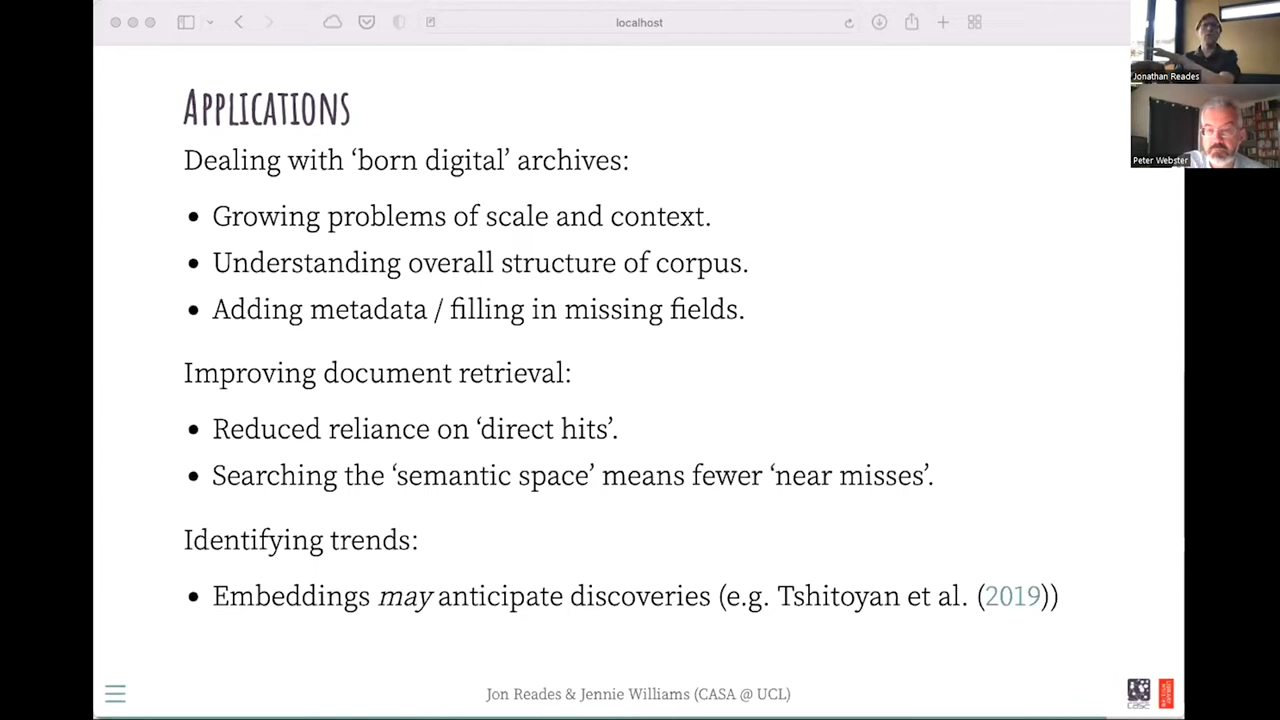 localhost
Jonathan Reades
Peter Webster
APPLICATIONS
Dealing with ‘born digital’ archives:
• Growing problems of scale and context.
• Understanding overall structure of corpus.
• Adding metadata / filling in missing fields.
Improving document retrieval:
• Reduced reliance on ‘direct hits’.
• Searching the ‘semantic space’ means fewer ‘near misses’.
Identifying trends:
• Embeddings may anticipate discoveries (e.g. Tshitoyan et al. (2019))
Jon Reades & Jennie Williams (CASA @ UCL)